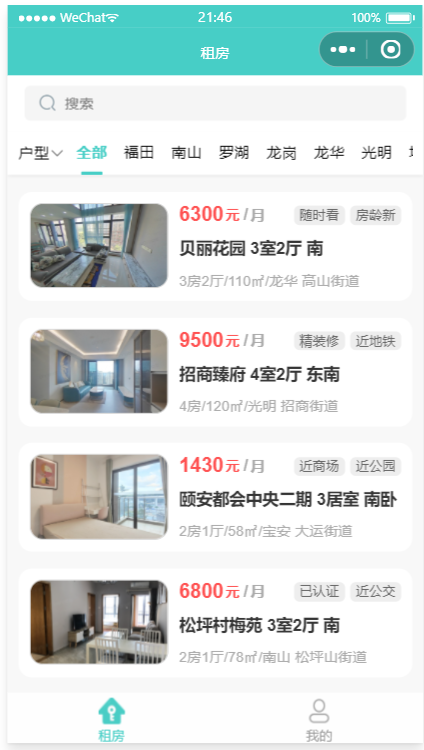 WeChat 21:46 100%
租房
搜索
户型 全部 福田 南山 罗湖 龙岗 龙华 光明
6300元/月 随时看 房龄新
贝丽花园 3室2厅 南
3房2厅/110㎡/龙华 高山街道
9500元/月 精装修 近地铁
招商臻府 4室2厅 东南
4房/120㎡/光明 招商街道
1430元/月 近商场 近公园
颐安都会中央二期 3居室 南卧
2房1厅/58㎡/宝安 大运街道
6800元/月 已认证 近公交
松坪村梅苑 3室2厅 南
2房1厅/78㎡/南山 松坪山街道
租房 我的